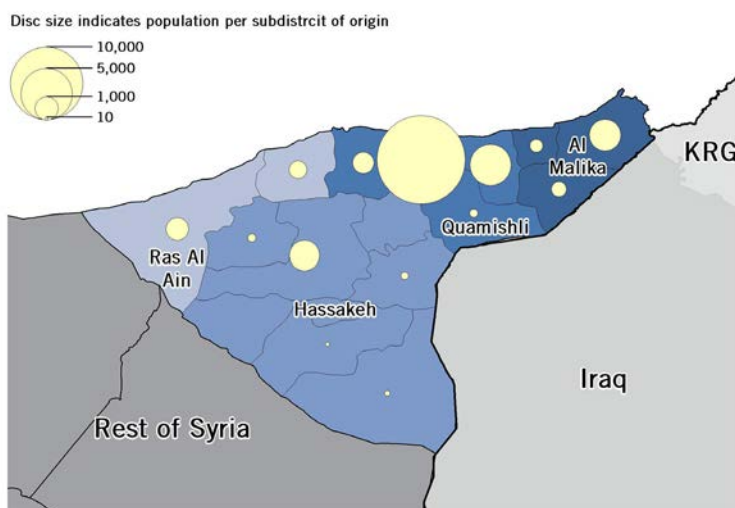 Disc size indicates population per subdistrcit of origin
10,000
5,000
1,000
10
KRG
Al
Malika
Quamishli
Ras Al
Ain
Hassakeh
Iraq
Rest of Syria